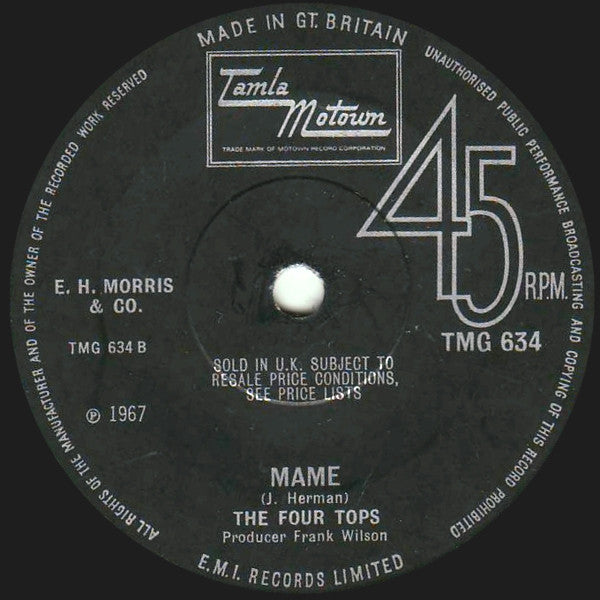 MADE IN GT. BRITAIN
UNAUTHORISED PUBLIC PERFORMANCE BROADCASTING AND COPYING OF THIS RECORD PROHIBITED
E.M.I. RECORDS LIMITED
ALL RIGHTS OF THE MANUFACTURER AND OF THE OWNER OF THE RECORDED WORK RESERVED
Tamla
Motown
TRADE MARK OF MOTOWN RECORD CORPORATION
45
R.P.M.
TMG 634
E. H. MORRIS
& CO.
TMG 634 B
℗ 1967
SOLD IN U.K. SUBJECT TO
RESALE PRICE CONDITIONS,
SEE PRICE LISTS
MAME
(J. Herman)
THE FOUR TOPS
Producer Frank Wilson